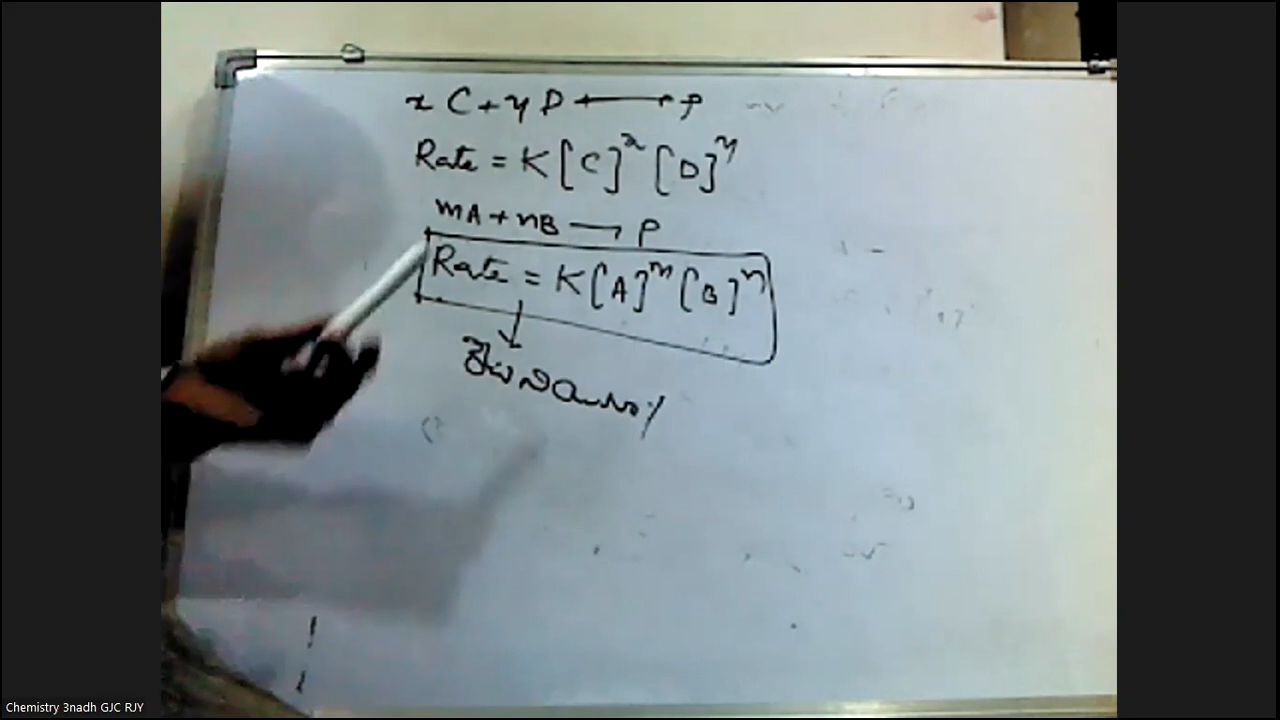 x C + y D ⟶ P
Rate = K [C]^x [D]^y
mA + nB ⟶ P
Rate = K [A]^m [B]^n
Chemistry 3nadh GJC RJY